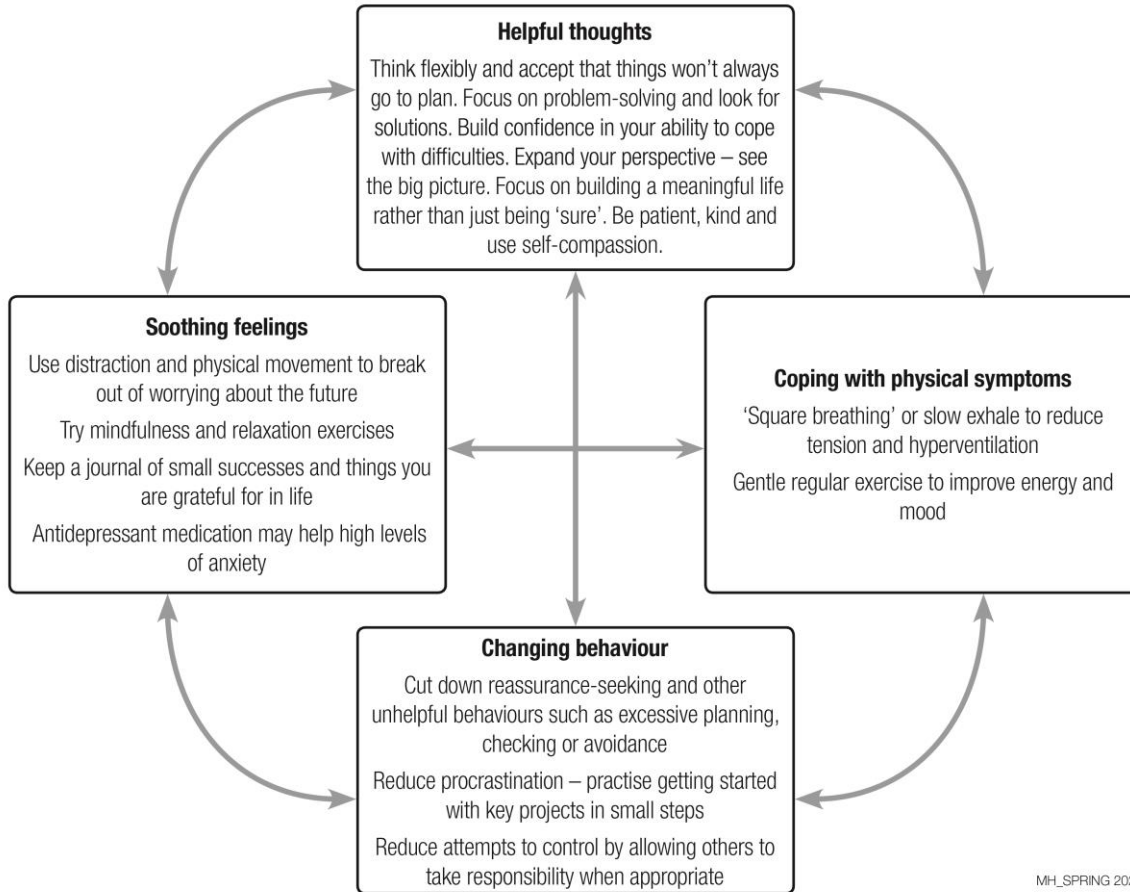 Helpful thoughts
Think flexibly and accept that things won’t always
go to plan. Focus on problem-solving and look for
solutions. Build confidence in your ability to cope
with difficulties. Expand your perspective – see
the big picture. Focus on building a meaningful life
rather than just being ‘sure’. Be patient, kind and
use self-compassion.
Soothing feelings
Use distraction and physical movement to break
out of worrying about the future
Try mindfulness and relaxation exercises
Keep a journal of small successes and things you
are grateful for in life
Antidepressant medication may help high levels
of anxiety
Coping with physical symptoms
‘Square breathing’ or slow exhale to reduce
tension and hyperventilation
Gentle regular exercise to improve energy and
mood
Changing behaviour
Cut down reassurance-seeking and other
unhelpful behaviours such as excessive planning,
checking or avoidance
Reduce procrastination – practise getting started
with key projects in small steps
Reduce attempts to control by allowing others to
take responsibility when appropriate
MH_SPRING